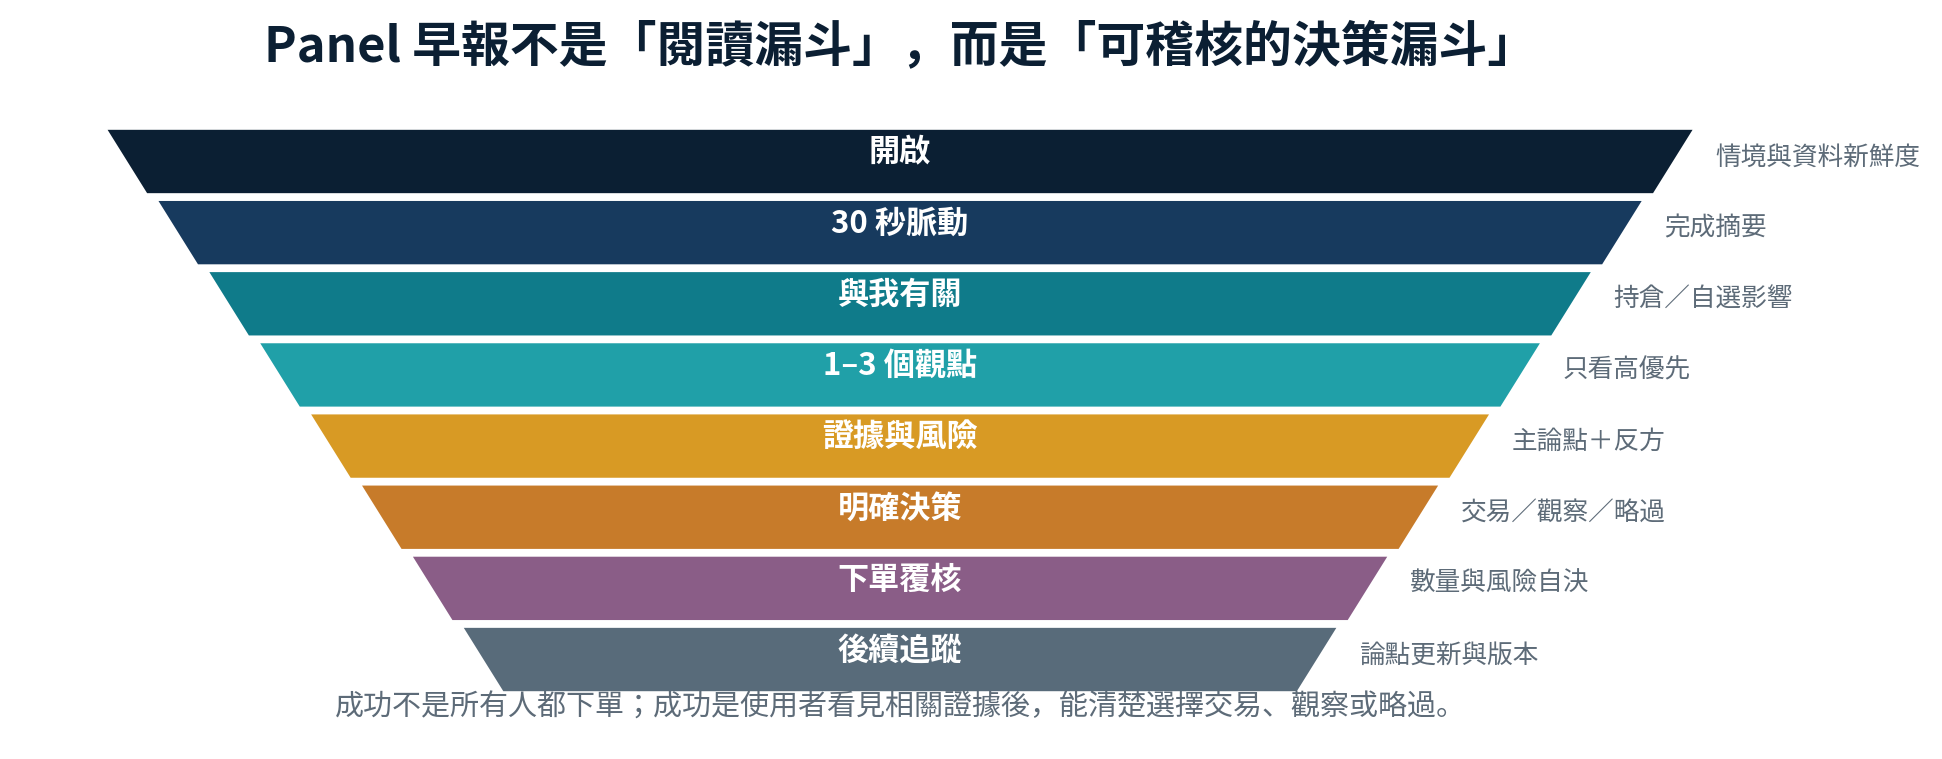 Panel 早報不是「閱讀漏斗」，而是「可稽核的決策漏斗」
開啟
情境與資料新鮮度
30 秒脈動
完成摘要
與我有關
持倉／自選影響
1–3 個觀點
只看高優先
證據與風險
主論點＋反方
明確決策
交易／觀察／略過
下單覆核
數量與風險自決
後續追蹤
論點更新與版本
成功不是所有人都下單；成功是使用者看見相關證據後，能清楚選擇交易、觀察或略過。